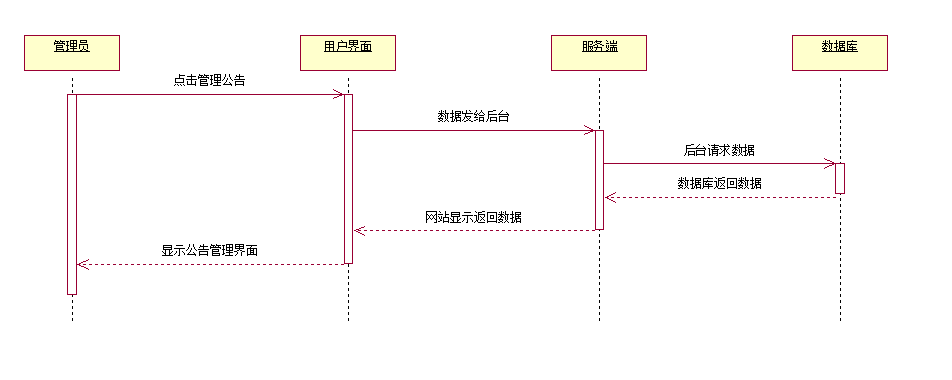 管理员
用户界面
服务端
数据库
点击管理公告
数据发给后台
后台请求数据
数据库返回数据
网站显示返回数据
显示公告管理界面